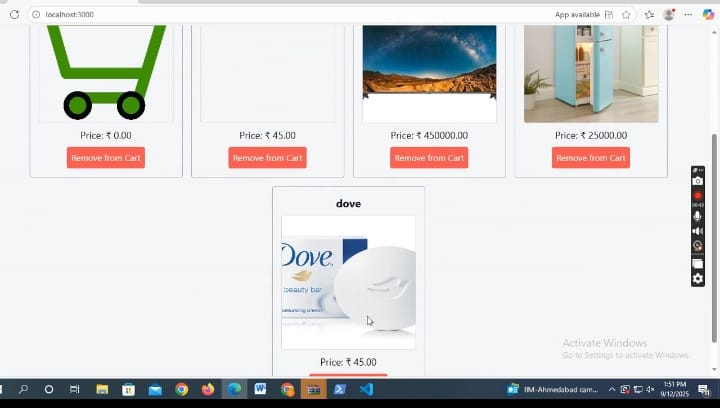 localhost:3000
App available
Price: ₹ 0.00
Price: ₹ 45.00
Price: ₹ 450000.00
Price: ₹ 25000.00
Remove from Cart
Remove from Cart
Remove from Cart
Remove from Cart
dove
Dove
beauty bar
Price: ₹ 45.00
Activate Windows
Go to Settings to activate Windows.
IIM-Ahmedabad cam...
1:51 PM
9/12/2025